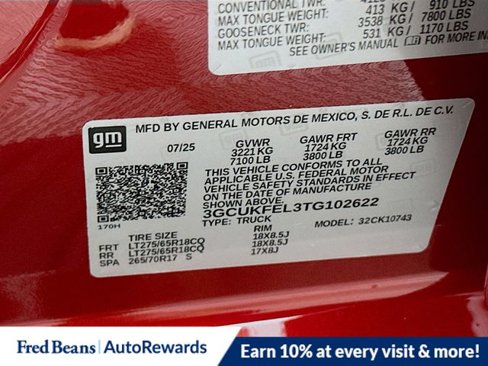 CONVENTIONAL TWR:
MAX TONGUE WEIGHT: 413 KG / 910 LBS
GOOSENECK TWR: 3538 KG / 7800 LBS
MAX TONGUE WEIGHT: 531 KG / 1170 LBS
SEE OWNER'S MANUAL FOR MORE
gm
MFD BY GENERAL MOTORS DE MEXICO, S. DE R.L. DE C.V.
07/25 GVWR GAWR FRT GAWR RR
3221 KG 1724 KG 1724 KG
7100 LB 3800 LB 3800 LB
THIS VEHICLE CONFORMS TO ALL
APPLICABLE U.S. FEDERAL MOTOR
VEHICLE SAFETY STANDARDS IN EFFECT
ON THE DATE OF MANUFACTURE
3GCUKFEL3TG102622
170H TYPE: TRUCK MODEL: 32CK10743
TIRE SIZE RIM
FRT LT275/65R18CQ 18X8.5J
RR LT275/65R18CQ 18X8.5J
SPA 265/70R17 S 17X8J
Fred Beans | AutoRewards
Earn 10% at every visit & more!